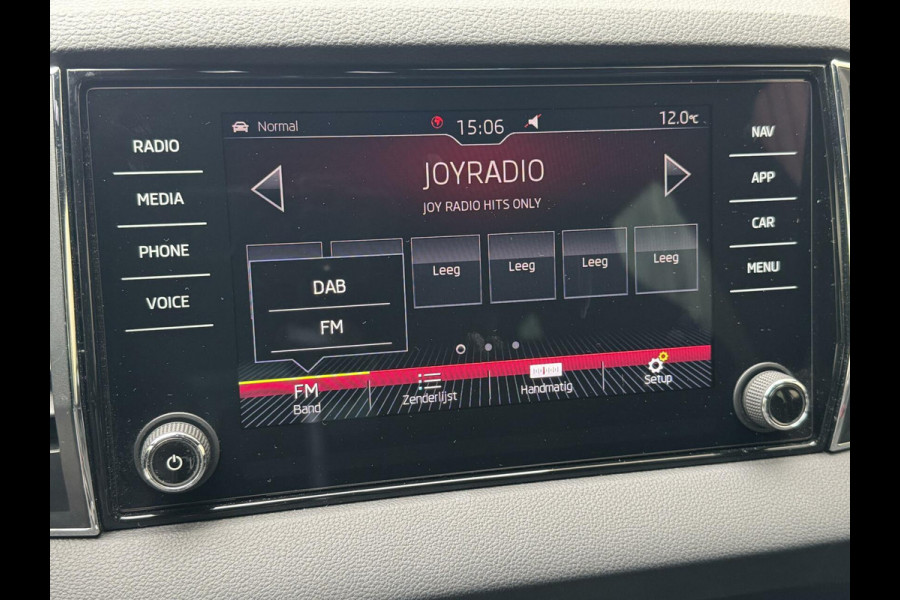 RADIO
MEDIA
PHONE
VOICE
Normal
15:06
12.0°C
JOYRADIO
JOY RADIO HITS ONLY
Leeg
Leeg
Leeg
Leeg
DAB
FM
FM
Band
Zenderlijst
Handmatig
Setup
NAV
APP
CAR
MENU